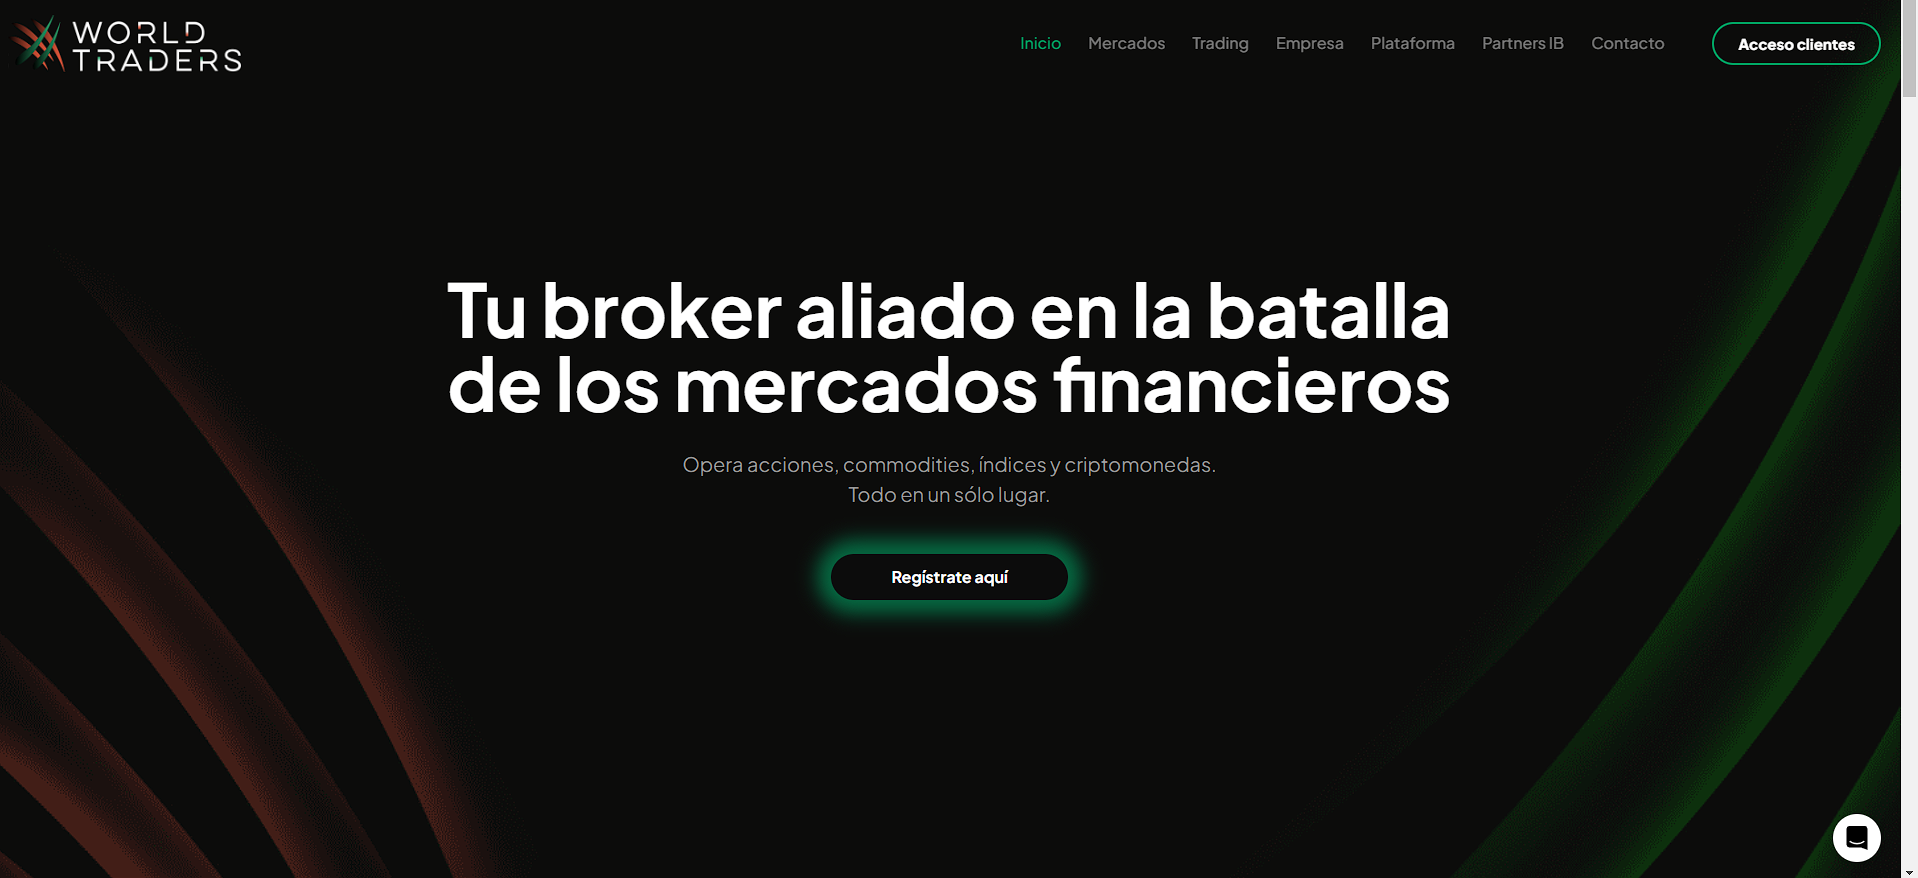 WORLD
TRADERS
Inicio Mercados Trading Empresa Plataforma Partners IB Contacto Acceso clientes
Tu broker aliado en la batalla
de los mercados financieros
Opera acciones, commodities, índices y criptomonedas.
Todo en un sólo lugar.
Regístrate aquí